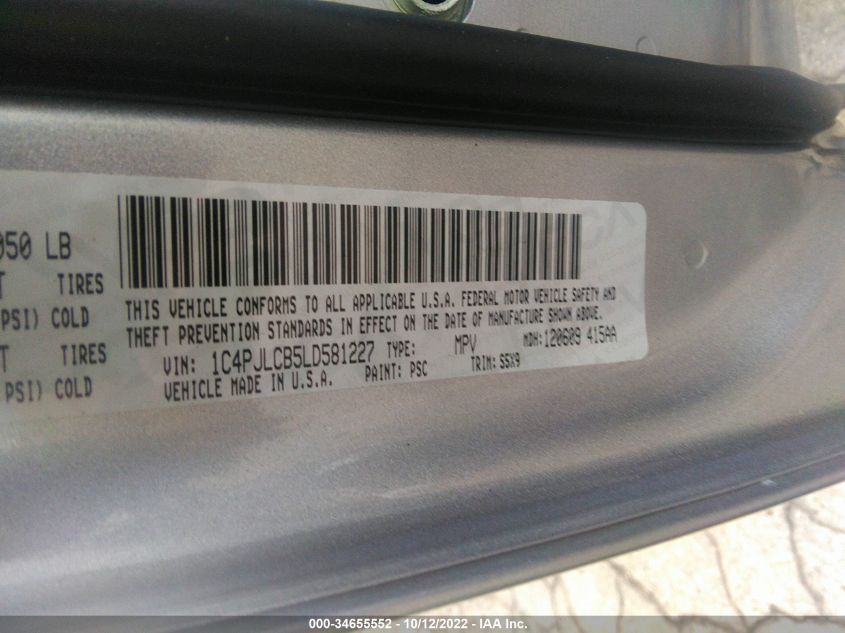 050 LB
T TIRES
PSI) COLD
T TIRES
PSI) COLD
THIS VEHICLE CONFORMS TO ALL APPLICABLE U.S.A. FEDERAL MOTOR VEHICLE SAFETY AND
THEFT PREVENTION STANDARDS IN EFFECT ON THE DATE OF MANUFACTURE SHOWN ABOVE.
VIN: 1C4PJLCB5LD581227 TYPE: MPV MDH:120609 415AA
VEHICLE MADE IN U.S.A. PAINT: PSC TRIM: S5X9
000-34655552 - 10/12/2022 - IAA Inc.